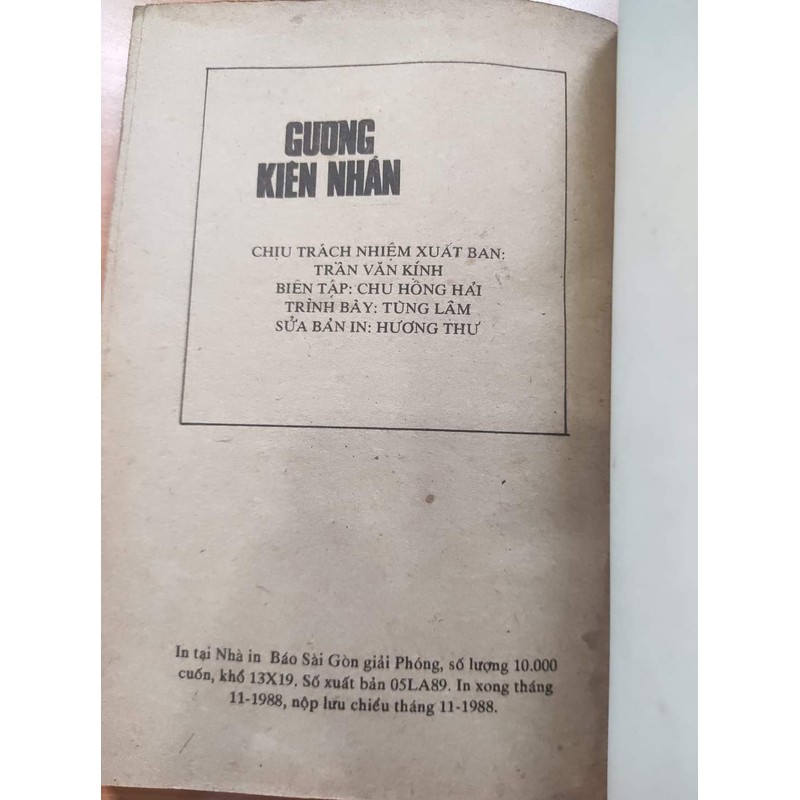 GƯƠNG
KIÊN NHẪN
CHỊU TRÁCH NHIỆM XUẤT BAN:
TRẦN VĂN KÍNH
BIÊN TẬP: CHU HỒNG HẢI
TRÌNH BẦY: TÙNG LÂM
SỬA BẢN IN: HƯƠNG THƯ
In tại Nhà in Báo Sài Gòn giải Phóng, số lượng 10.000
cuốn, khổ 13X19. Số xuất bản 05LA89. In xong tháng
11-1988, nộp lưu chiểu tháng 11-1988.